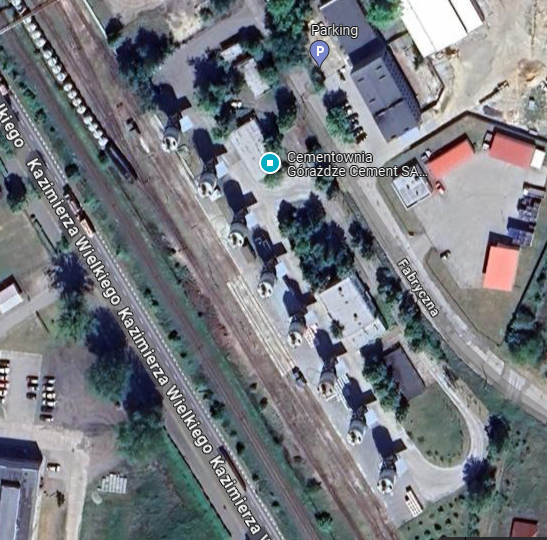 Parking
P
Cementownia
Górażdże Cement SA...
Kazimierza Wielkiego
Kazimierza Wielkiego
Kazimierza Wielkiego
Fabryczna